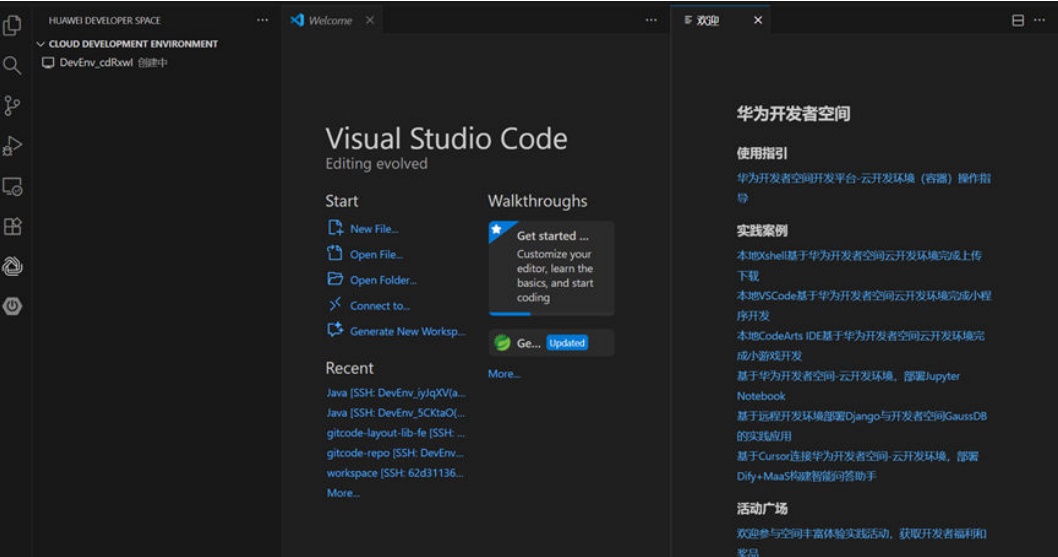 HUAWEI DEVELOPER SPACE
CLOUD DEVELOPMENT ENVIRONMENT
DevEnv_cdRxwl 创建中
Welcome
Visual Studio Code
Editing evolved
Start
New File...
Open File...
Open Folder...
Connect to...
Generate New Worksp...
Recent
Java [SSH: DevEnv_iyJqXV(a...
Java [SSH: DevEnv_5CKtaO(...
gitcode-layout-lib-fe [SSH: ...
gitcode-repo [SSH: DevEnv...
workspace [SSH: 62d31136...
More...
Walkthroughs
Get started ...
Customize your
editor, learn the
basics, and start
coding
Ge... Updated
More...
欢迎
华为开发者空间
使用指引
华为开发者空间开发平台-云开发环境（容器）操作指
导
实践案例
本地Xshell基于华为开发者空间云开发环境完成上传
下载
本地VSCode基于华为开发者空间云开发环境完成小程
序开发
本地CodeArts IDE基于华为开发者空间云开发环境完
成小游戏开发
基于华为开发者空间-云开发环境，部署Jupyter
Notebook
基于远程开发环境部署Django与开发者空间GaussDB
的实践应用
基于Cursor连接华为开发者空间-云开发环境，部署
Dify+MaaS构建智能问答助手
活动广场
欢迎参与空间丰富体验实践活动，获取开发者福利和
奖品